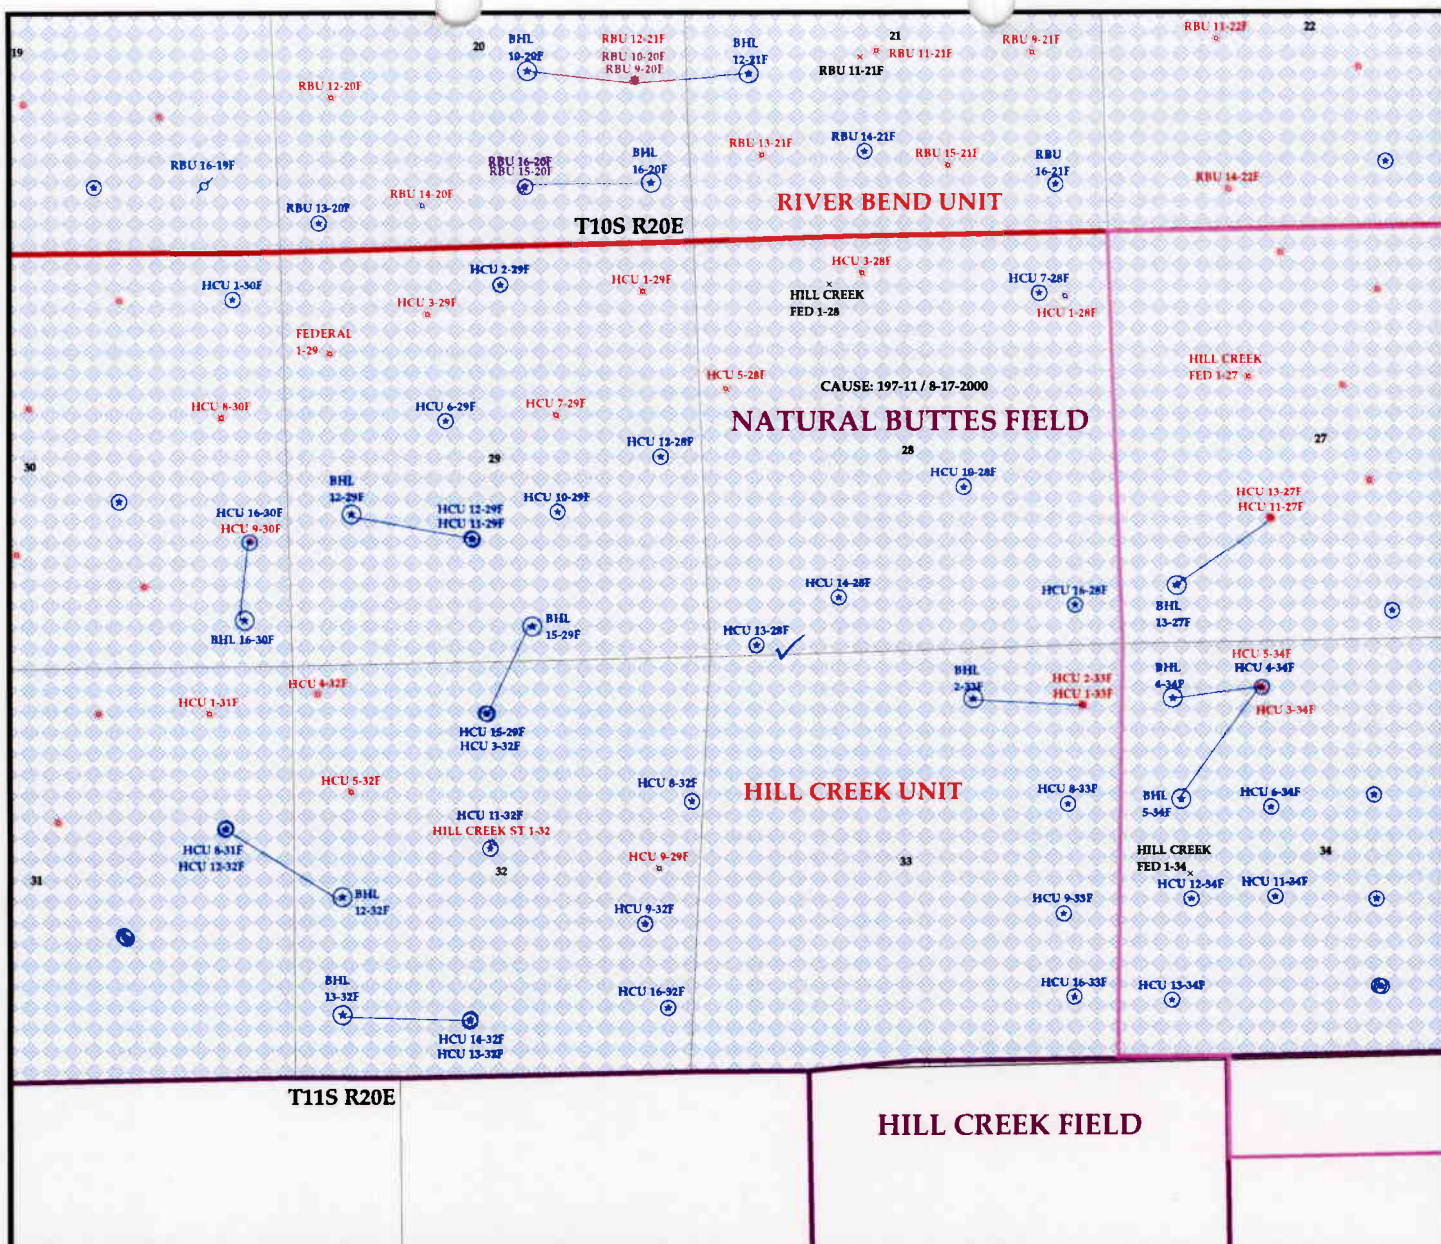 19
20
BHL
10-20F
RBU 12-21F
RBU 10-20F
RBU 9-20F
BHL
12-21F
21
RBU 11-21F
RBU 11-21F
RBU 9-21F
RBU 11-22F
22
RBU 12-20F
RBU 16-19F
RBU 13-20F
RBU 14-20F
RBU 16-20F
RBU 15-20F
BHL
16-20F
RBU 13-21F
RBU 14-21F
RBU 15-21F
RBU
16-21F
RBU 14-22F
RIVER BEND UNIT
T10S R20E
HCU 1-30F
HCU 2-29F
HCU 1-29F
HCU 3-29F
HCU 3-28F
HILL CREEK
FED 1-28
HCU 7-28F
HCU 1-28F
FEDERAL
1-29
HCU 5-28F
CAUSE: 197-11 / 8-17-2000
NATURAL BUTTES FIELD
28
HILL CREEK
FED 1-27
27
HCU 8-30F
HCU 6-29F
HCU 7-29F
HCU 12-28F
30
29
BHL
12-29F
HCU 12-29F
HCU 11-29F
HCU 10-29F
HCU 10-28F
HCU 13-27F
HCU 11-27F
HCU 16-30F
HCU 9-30F
BHL 16-30F
BHL
15-29F
HCU 14-28F
HCU 13-28F
HCU 16-28F
BHL
13-27F
HCU 1-31F
HCU 4-32F
BHL
2-33F
HCU 2-33F
HCU 1-33F
BHL
4-34F
HCU 5-34F
HCU 4-34F
HCU 3-34F
HCU 15-29F
HCU 3-32F
HCU 5-32F
HCU 8-32F
HILL CREEK UNIT
HCU 8-33F
BHL
5-34F
HCU 6-34F
HCU 11-32F
HILL CREEK ST 1-32
HCU 8-31F
HCU 12-32F
32
HCU 9-29F
33
HILL CREEK
FED 1-34
34
31
BHL
12-32F
HCU 9-32F
HCU 9-33F
HCU 12-34F
HCU 11-34F
BHL
13-32F
HCU 16-32F
HCU 16-33F
HCU 13-34F
HCU 14-32F
HCU 13-32F
T11S R20E
HILL CREEK FIELD